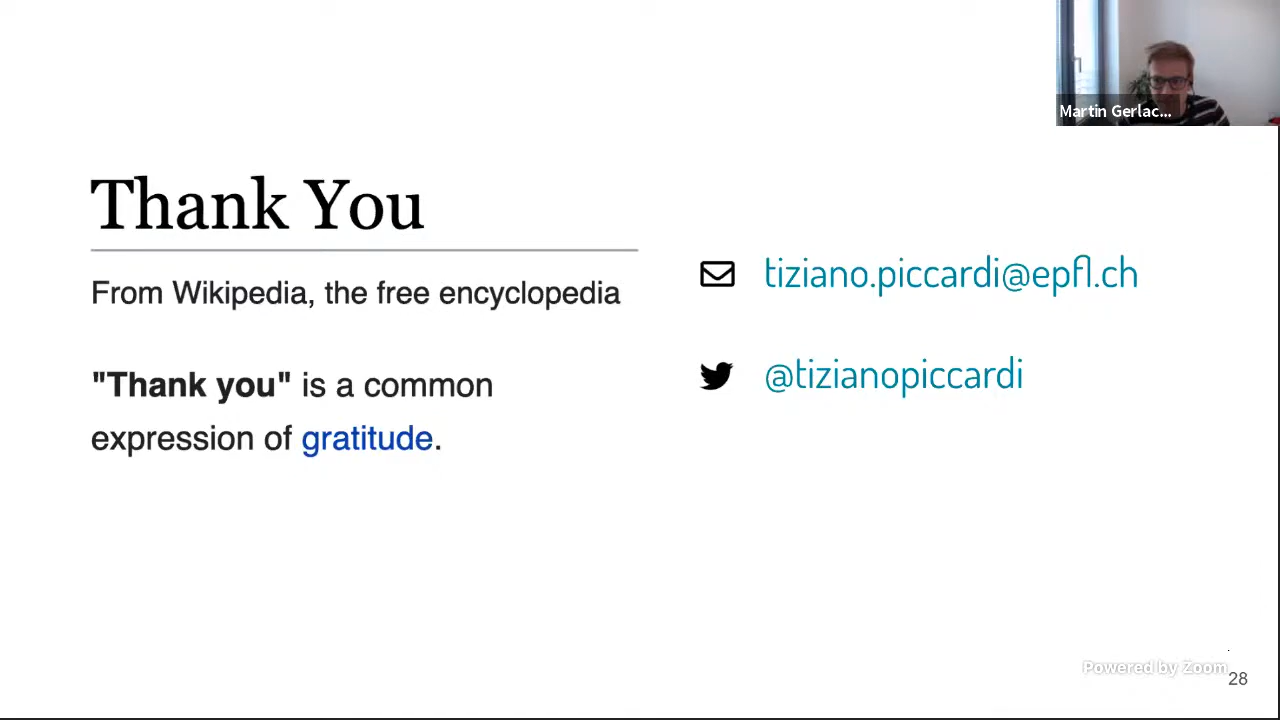 Martin Gerlac...
Thank You
From Wikipedia, the free encyclopedia
"Thank you" is a common
expression of gratitude.
tiziano.piccardi@epfl.ch
@tizianopiccardi
Powered by Zoom
28